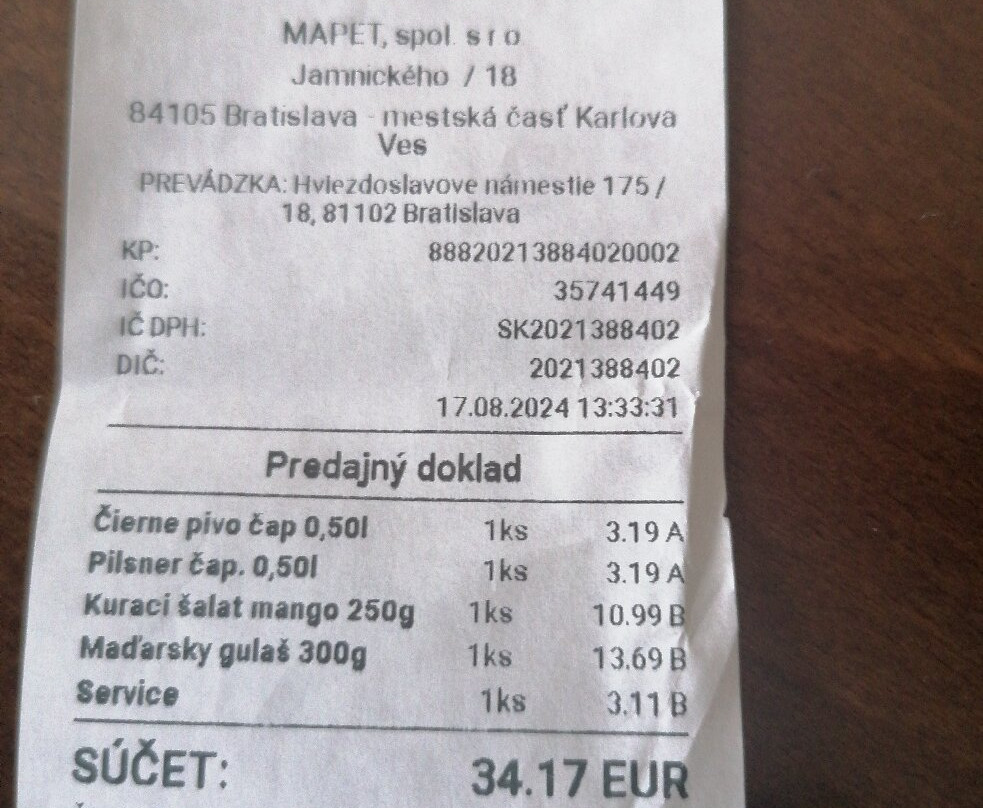 MAPET, spol. s r o
Jamnického / 18
84105 Bratislava - mestská časť Karlova
Ves
PREVÁDZKA: Hviezdoslavove námestie 175 /
18, 81102 Bratislava
KP: 88820213884020002
IČO: 35741449
IČ DPH: SK2021388402
DIČ: 2021388402
17.08.2024 13:33:31
Predajný doklad
Čierne pivo čap 0,50l 1ks 3.19 A
Pilsner čap. 0,50l 1ks 3.19 A
Kuraci šalat mango 250g 1ks 10.99 B
Maďarsky gulaš 300g 1ks 13.69 B
Service 1ks 3.11 B
SÚČET: 34.17 EUR